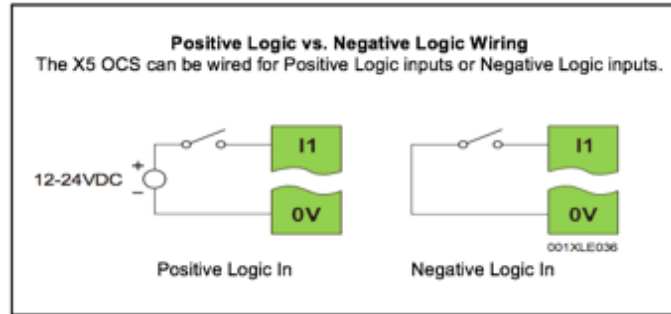 Positive Logic vs. Negative Logic Wiring
The X5 OCS can be wired for Positive Logic inputs or Negative Logic inputs.
I1
I1
+
12-24VDC
–
0V
0V
001XLE036
Positive Logic In
Negative Logic In